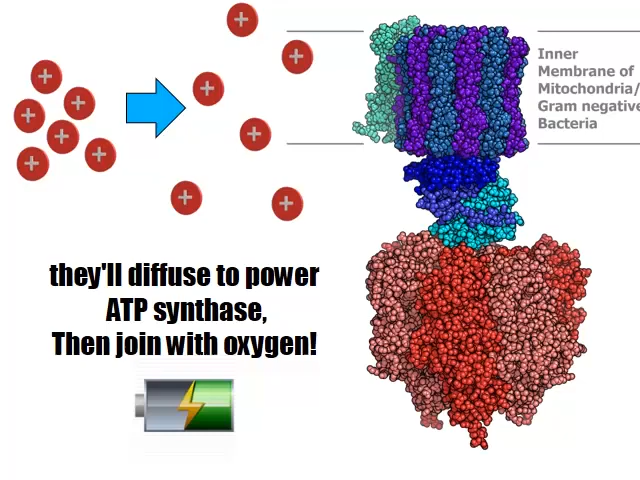 Inner
Membrane of
Mitochondria/
Gram negative
Bacteria
they'll diffuse to power
ATP synthase,
Then join with oxygen!